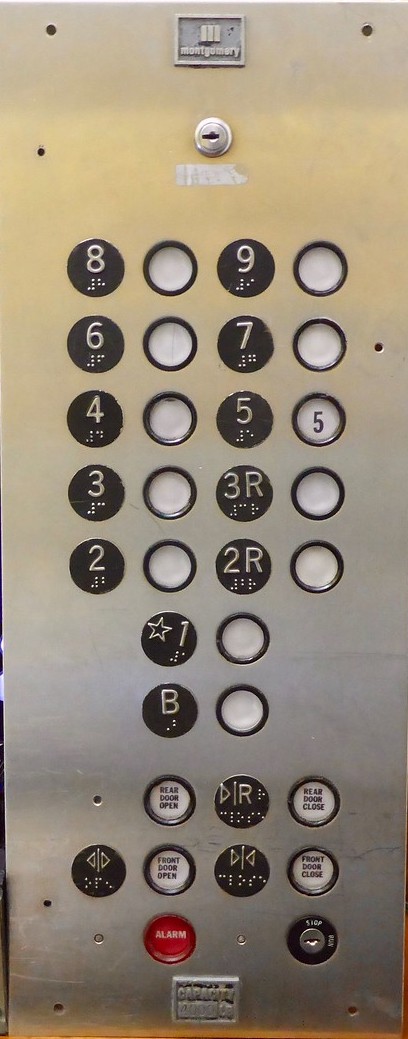 montgomery
8 9
6 7
4 5 5
3 3R
2 2R
☆1
B
REAR DOOR OPEN
R
REAR DOOR CLOSE
FRONT DOOR OPEN
FRONT DOOR CLOSE
ALARM
STOP
RUN
CAPACITY